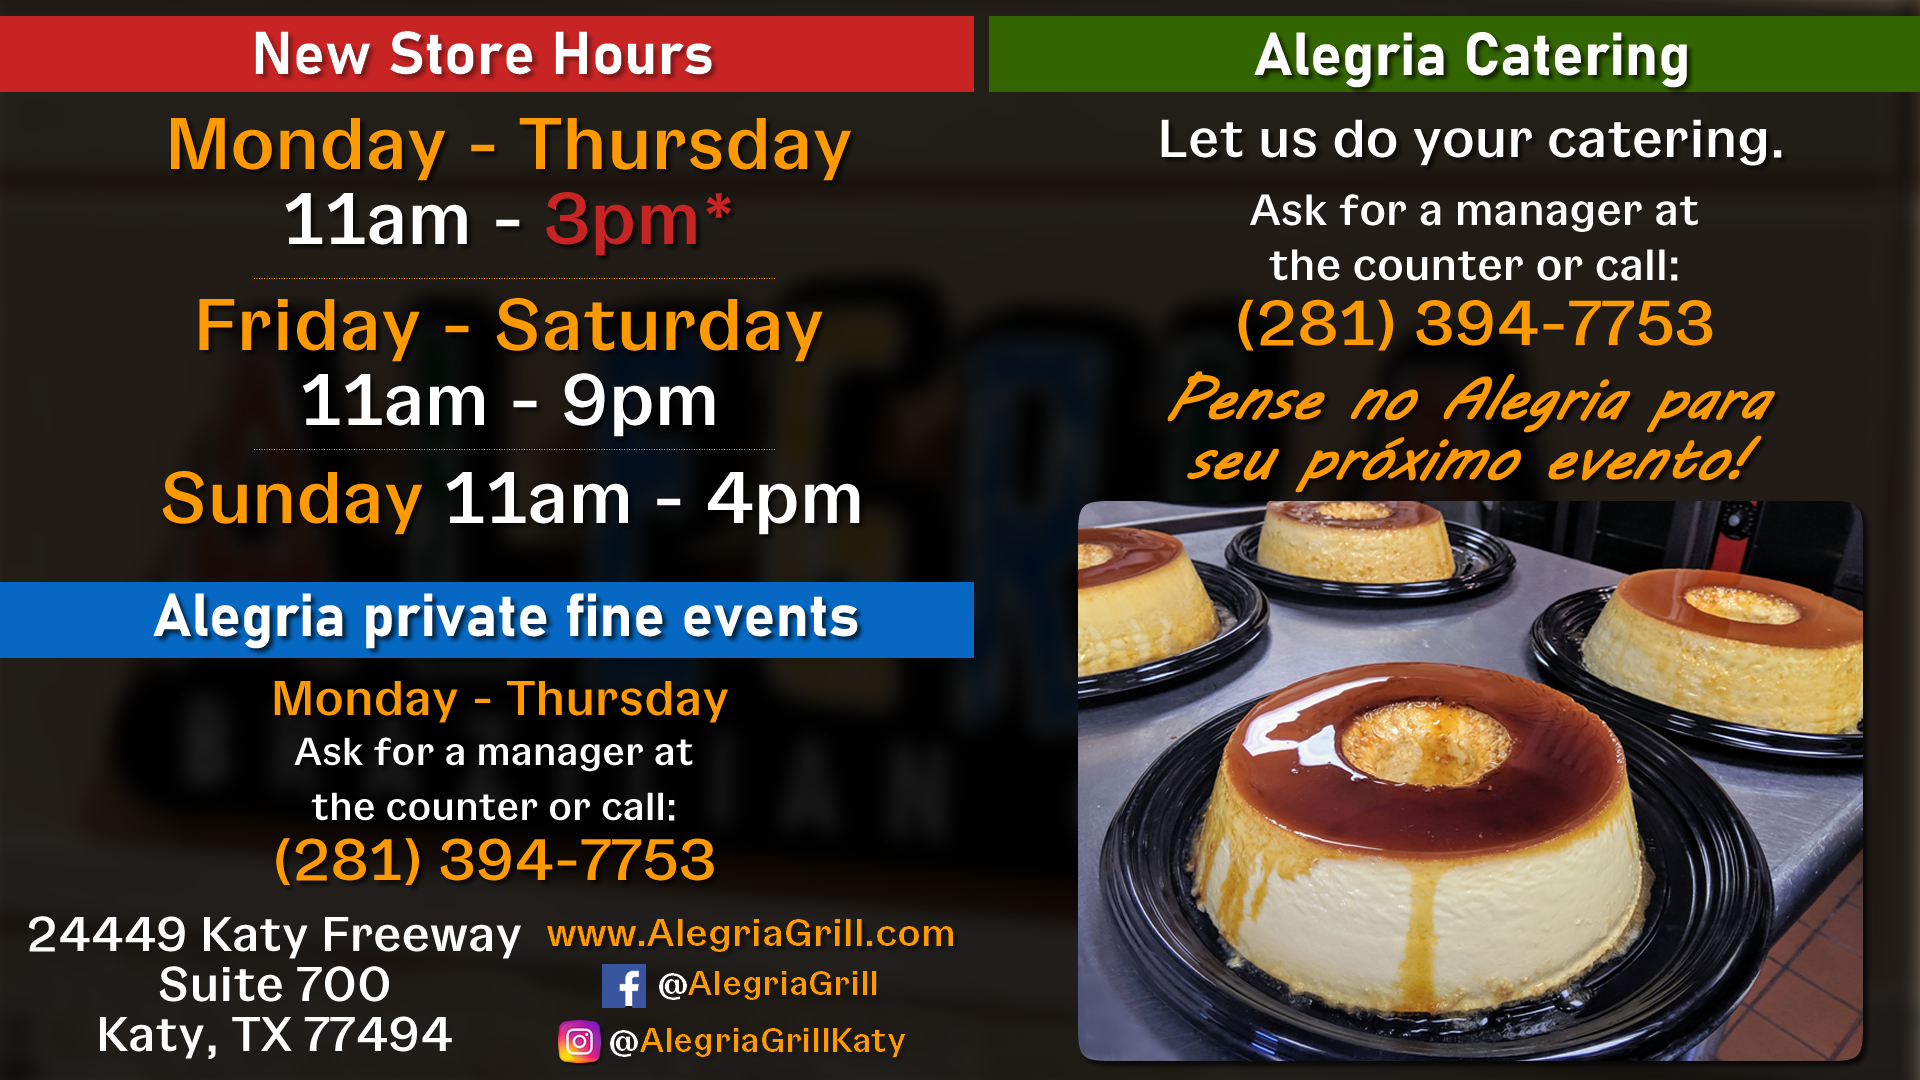 New Store Hours
Monday - Thursday
11am - 3pm*
Friday - Saturday
11am - 9pm
Sunday 11am - 4pm
Alegria private fine events
Monday - Thursday
Ask for a manager at
the counter or call:
(281) 394-7753
24449 Katy Freeway
Suite 700
Katy, TX 77494
www.AlegriaGrill.com
@AlegriaGrill
@AlegriaGrillKaty
Alegria Catering
Let us do your catering.
Ask for a manager at
the counter or call:
(281) 394-7753
Pense no Alegria para
seu próximo evento!